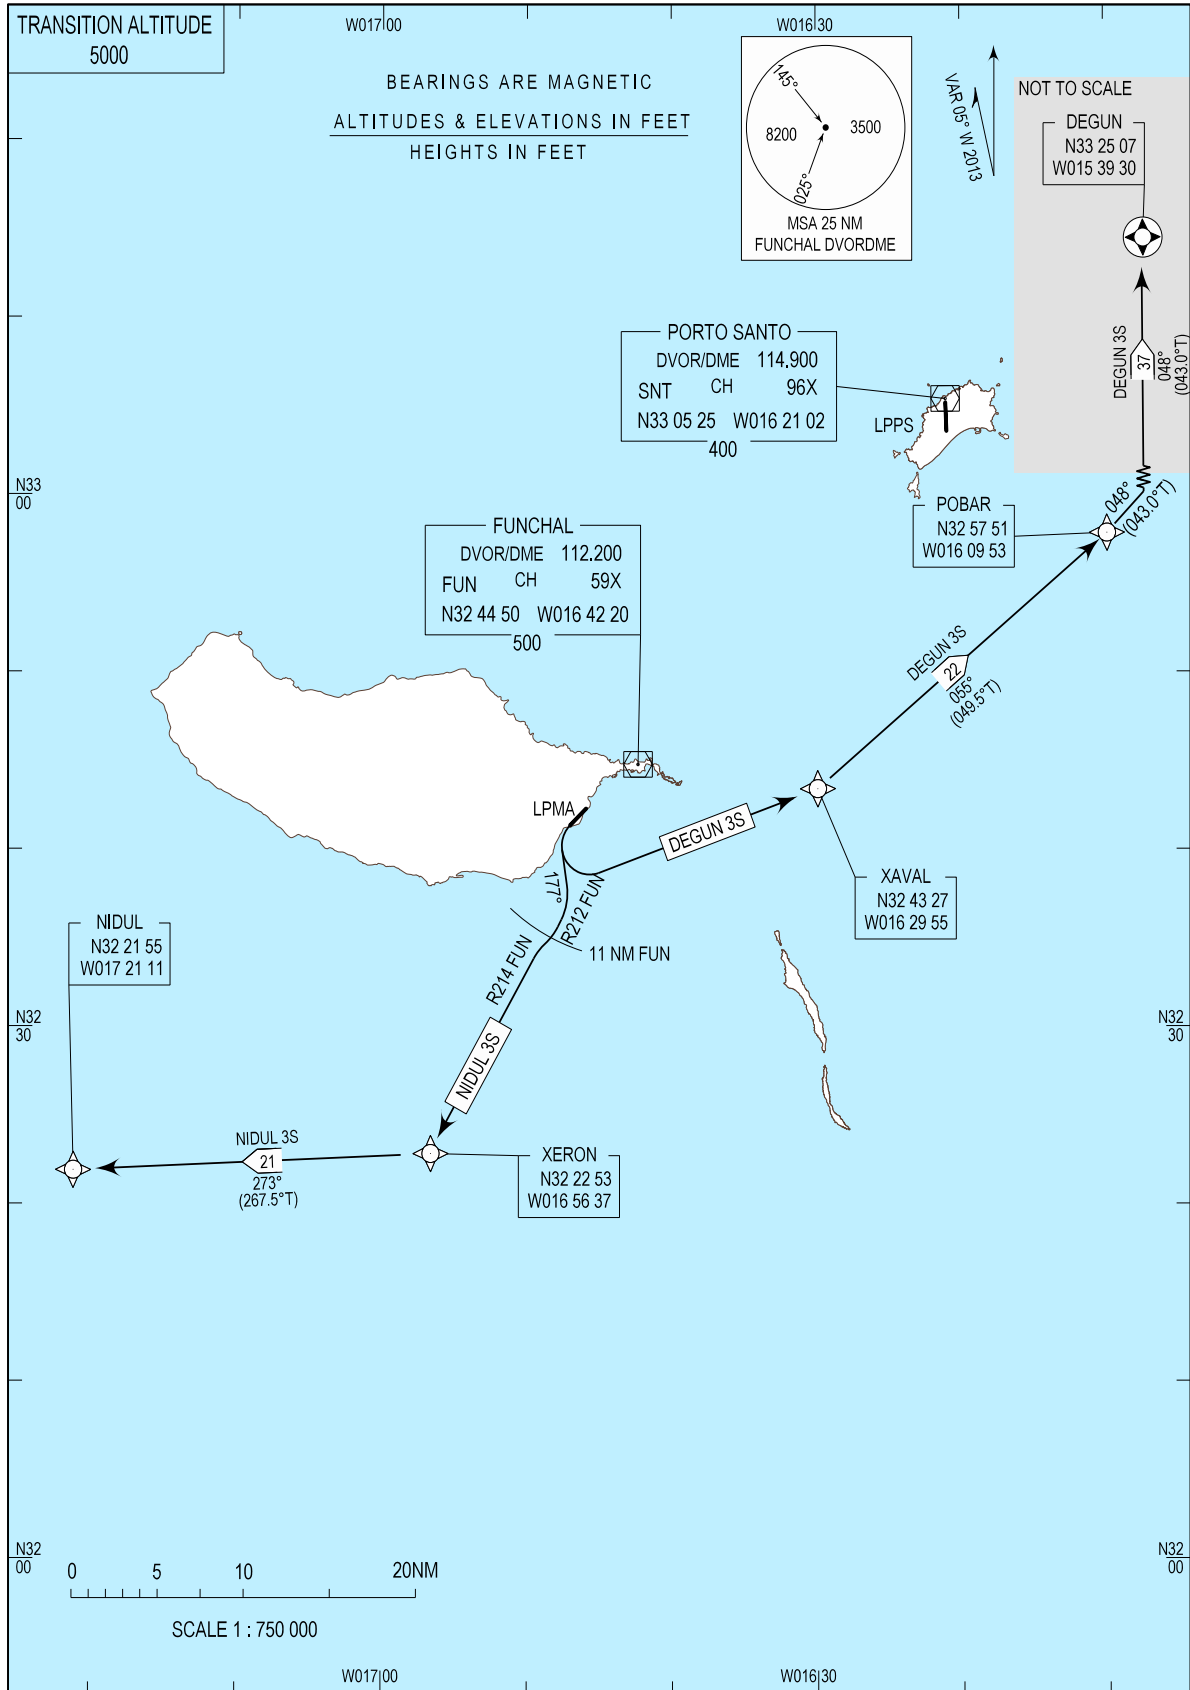 TRANSITION ALTITUDE
5000
W017 00
W016 30
BEARINGS ARE MAGNETIC
ALTITUDES & ELEVATIONS IN FEET
HEIGHTS IN FEET
145°
8200
3500
025°
MSA 25 NM
FUNCHAL DVORDME
VAR 05° W 2013
NOT TO SCALE
DEGUN
N33 25 07
W015 39 30
DEGUN 3S
37
048°
(043.0°T)
PORTO SANTO
DVOR/DME 114.900
SNT CH 96X
N33 05 25 W016 21 02
400
LPPS
N33
00
POBAR
N32 57 51
W016 09 53
048°
(043.0°T)
FUNCHAL
DVOR/DME 112.200
FUN CH 59X
N32 44 50 W016 42 20
500
DEGUN 3S
22
055°
(049.5°T)
LPMA
DEGUN 3S
XAVAL
N32 43 27
W016 29 55
177°
R212 FUN
11 NM FUN
R214 FUN
NIDUL
N32 21 55
W017 21 11
N32
30
N32
30
NIDUL 3S
NIDUL 3S
21
273°
(267.5°T)
XERON
N32 22 53
W016 56 37
N32
00
N32
00
0 5 10 20NM
SCALE 1 : 750 000
W017 00
W016 30